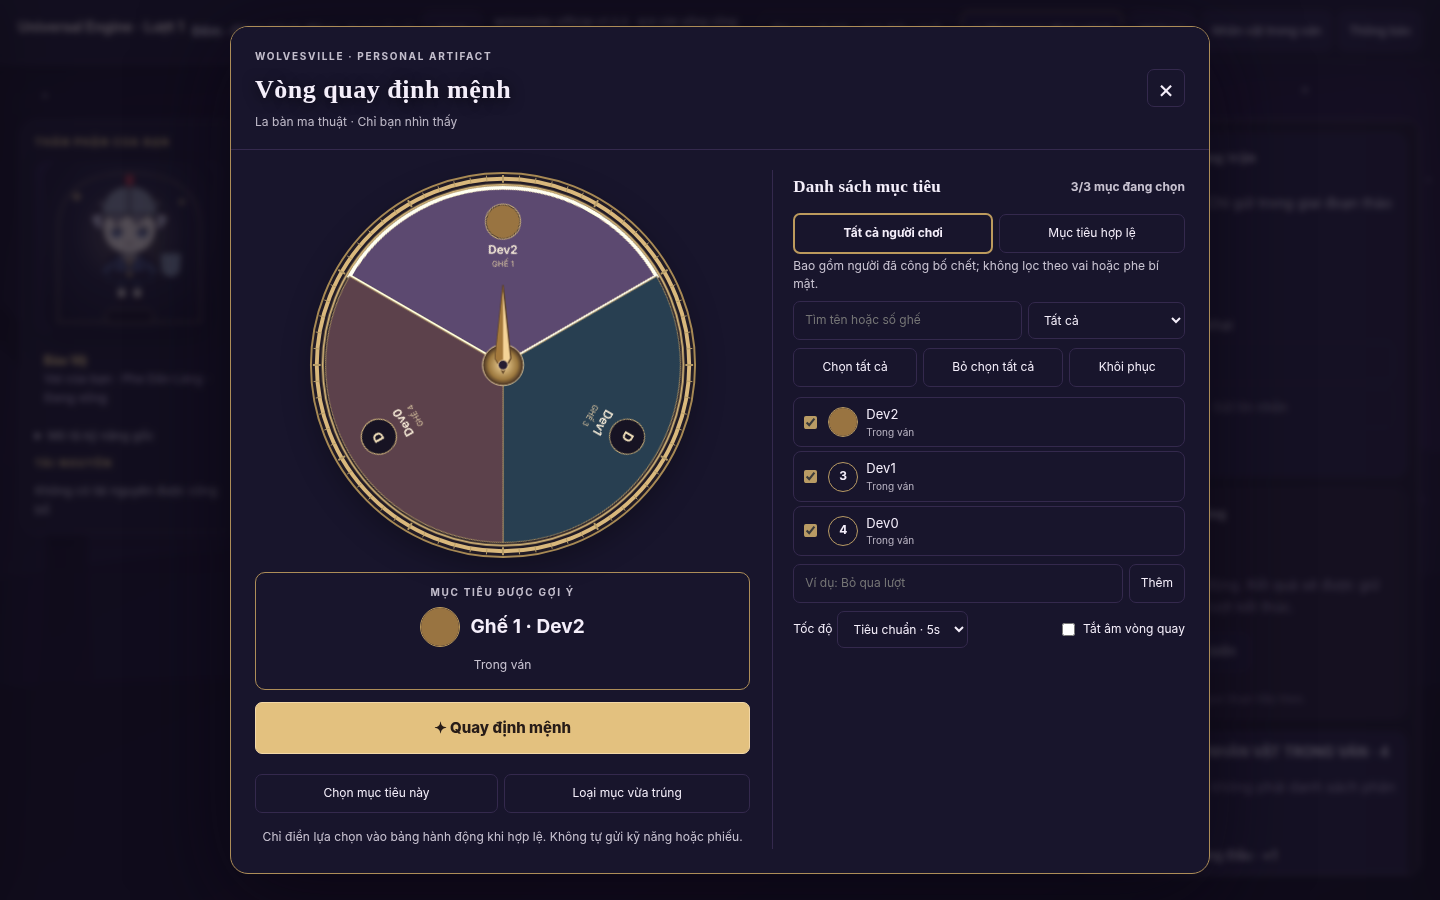 WOLVESVILLE · PERSONAL ARTIFACT
Vòng quay định mệnh
La bàn ma thuật · Chỉ bạn nhìn thấy
×
Dev2
GHẾ 1
Dev1
GHẾ 3
D
Dev0
GHẾ 4
D
MỤC TIÊU ĐƯỢC GỢI Ý
Ghế 1 · Dev2
Trong ván
✦ Quay định mệnh
Chọn mục tiêu này
Loại mục vừa trúng
Chỉ điền lựa chọn vào bảng hành động khi hợp lệ. Không tự gửi kỹ năng hoặc phiếu.
Danh sách mục tiêu
3/3 mục đang chọn
Tất cả người chơi
Mục tiêu hợp lệ
Bao gồm người đã công bố chết; không lọc theo vai hoặc phe bí
mật.
Tìm tên hoặc số ghế
Tất cả
Chọn tất cả
Bỏ chọn tất cả
Khôi phục
Dev2
Trong ván
3
Dev1
Trong ván
4
Dev0
Trong ván
Ví dụ: Bỏ qua lượt
Thêm
Tốc độ
Tiêu chuẩn · 5s
Tắt âm vòng quay